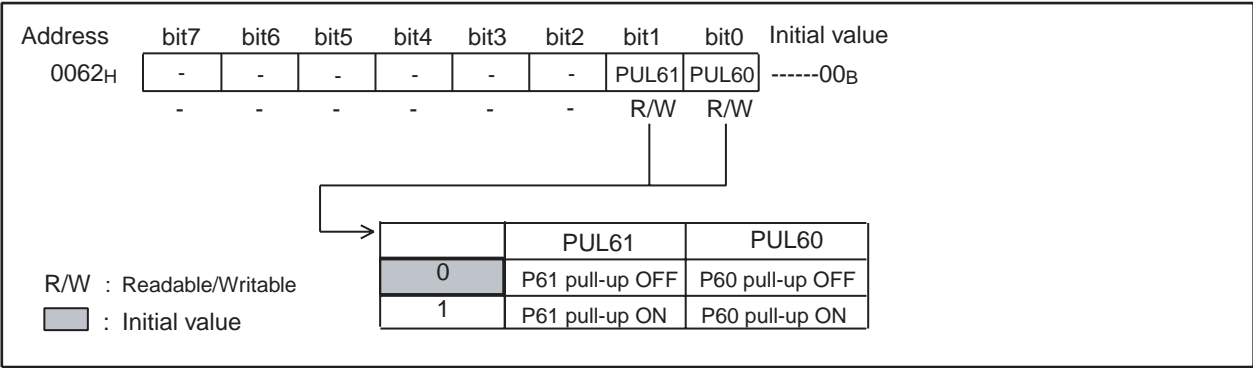 Address bit7 bit6 bit5 bit4 bit3 bit2 bit1 bit0 Initial value
0062H - - - - - - PUL61 PUL60 ------00B
- - - - - - R/W R/W
PUL61 PUL60
0 P61 pull-up OFF P60 pull-up OFF
1 P61 pull-up ON P60 pull-up ON
R/W : Readable/Writable
: Initial value